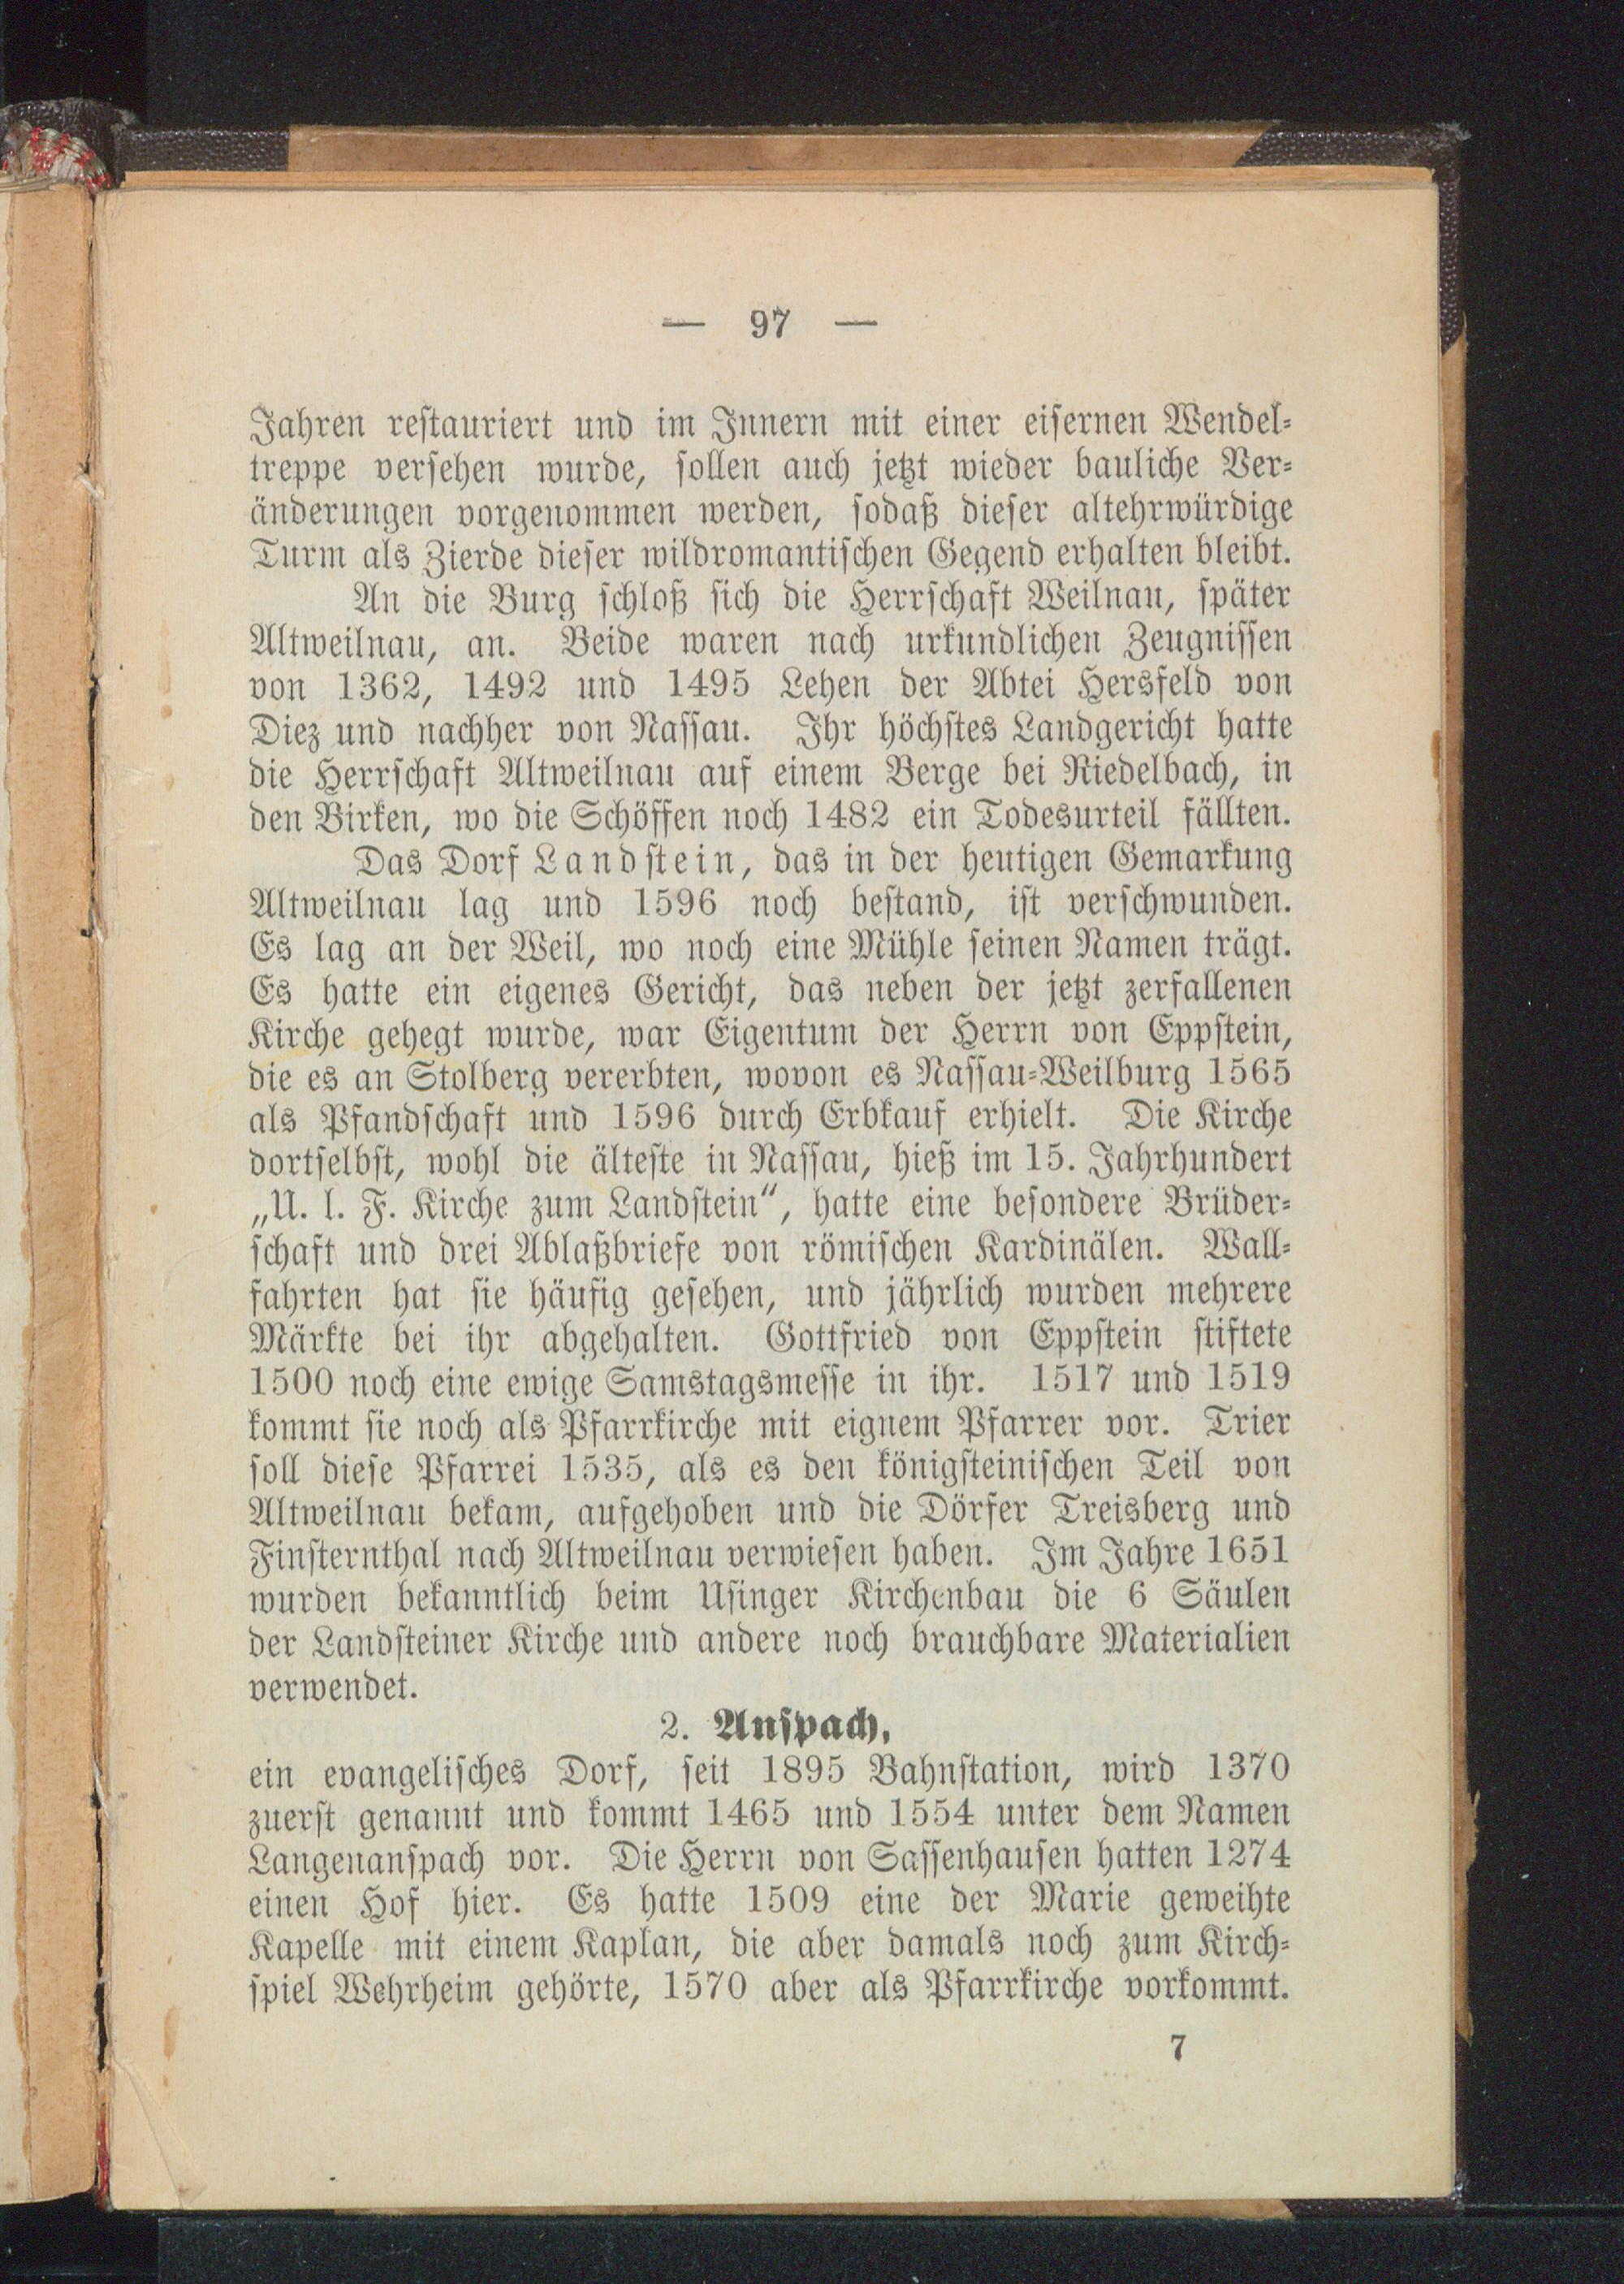 — 97 —
Jahren restauriert und im Innern mit einer eisernen Wendel-
treppe versehen wurde, sollen auch jetzt wieder bauliche Ver-
änderungen vorgenommen werden, sodaß dieser altehrwürdige
Turm als Zierde dieser wildromantischen Gegend erhalten bleibt.
An die Burg schloß sich die Herrschaft Weilnau, später
Altweilnau, an. Beide waren nach urkundlichen Zeugnissen
von 1362, 1492 und 1495 Lehen der Abtei Hersfeld von
Diez und nachher von Nassau. Ihr höchstes Landgericht hatte
die Herrschaft Altweilnau auf einem Berge bei Riedelbach, in
den Birken, wo die Schöffen noch 1482 ein Todesurteil fällten.
Das Dorf Landstein, das in der heutigen Gemarkung
Altweilnau lag und 1596 noch bestand, ist verschwunden.
Es lag an der Weil, wo noch eine Mühle seinen Namen trägt.
Es hatte ein eigenes Gericht, das neben der jetzt zerfallenen
Kirche gehegt wurde, war Eigentum der Herrn von Eppstein,
die es an Stolberg vererbten, wovon es Nassau-Weilburg 1565
als Pfandschaft und 1596 durch Erbkauf erhielt. Die Kirche
dortselbst, wohl die älteste in Nassau, hieß im 15. Jahrhundert
„U. l. F. Kirche zum Landstein“, hatte eine besondere Brüder-
schaft und drei Ablaßbriefe von römischen Kardinälen. Wall-
fahrten hat sie häufig gesehen, und jährlich wurden mehrere
Märkte bei ihr abgehalten. Gottfried von Eppstein stiftete
1500 noch eine ewige Samstagsmesse in ihr. 1517 und 1519
kommt sie noch als Pfarrkirche mit eignem Pfarrer vor. Trier
soll diese Pfarrei 1535, als es den königsteinischen Teil von
Altweilnau bekam, aufgehoben und die Dörfer Treisberg und
Finsternthal nach Altweilnau verwiesen haben. Im Jahre 1651
wurden bekanntlich beim Usinger Kirchenbau die 6 Säulen
der Landsteiner Kirche und andere noch brauchbare Materialien
verwendet.
2. Anspach,
ein evangelisches Dorf, seit 1895 Bahnstation, wird 1370
zuerst genannt und kommt 1465 und 1554 unter dem Namen
Langenanspach vor. Die Herrn von Sassenhausen hatten 1274
einen Hof hier. Es hatte 1509 eine der Marie geweihte
Kapelle mit einem Kaplan, die aber damals noch zum Kirch-
spiel Wehrheim gehörte, 1570 aber als Pfarrkirche vorkommt.
7